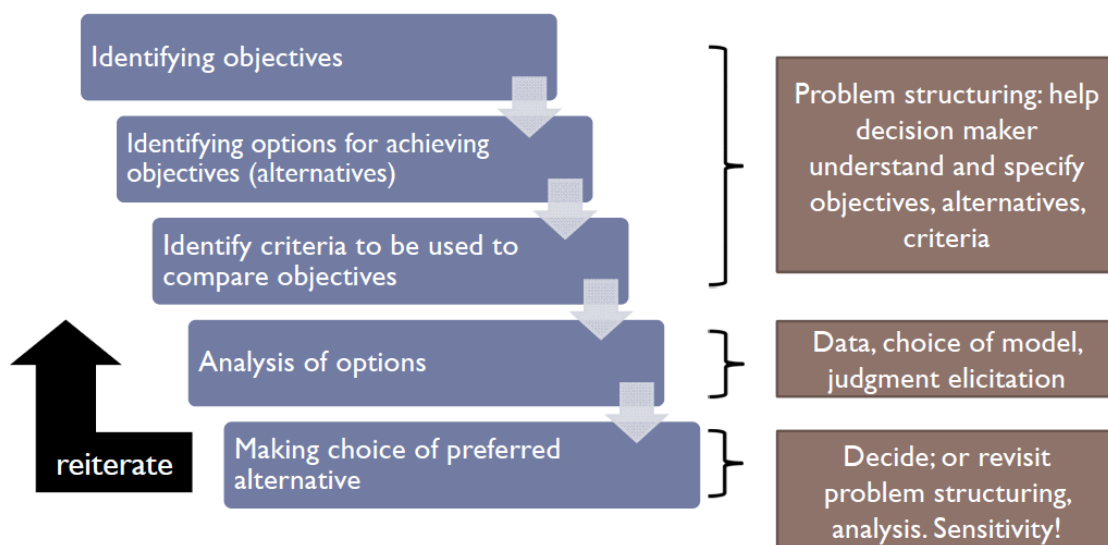 Identifying objectives
Identifying options for achieving
objectives (alternatives)
Identify criteria to be used to
compare objectives
Analysis of options
Making choice of preferred
alternative
reiterate
Problem structuring: help
decision maker
understand and specify
objectives, alternatives,
criteria
Data, choice of model,
judgment elicitation
Decide; or revisit
problem structuring,
analysis. Sensitivity!